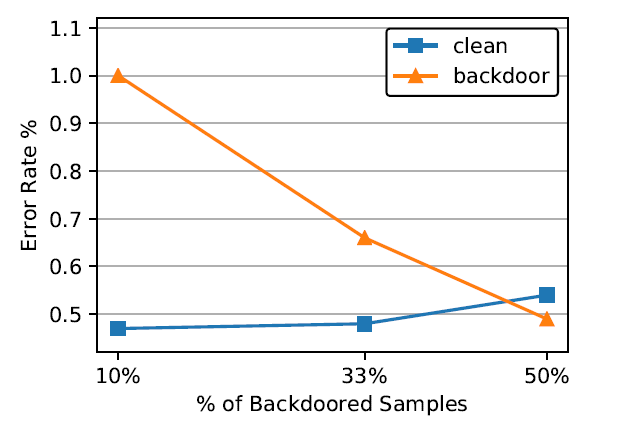 1.1
1.0
0.9
0.8
0.7
0.6
0.5
Error Rate %
clean
backdoor
10%
33%
50%
% of Backdoored Samples